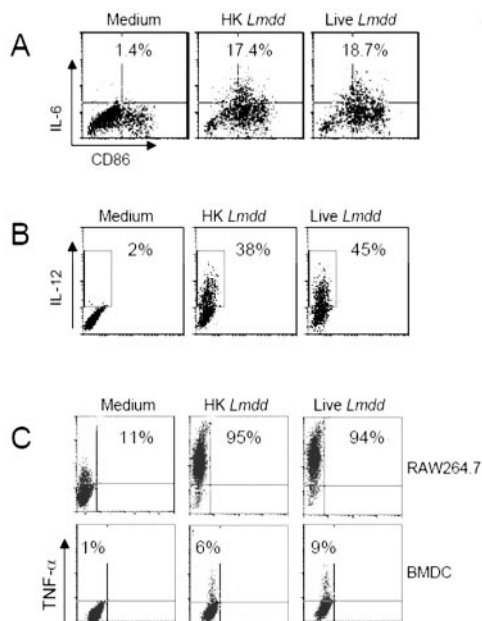 A
Medium HK Lmdd Live Lmdd
1.4% 17.4% 18.7%
IL-6
CD86
B
Medium HK Lmdd Live Lmdd
2% 38% 45%
IL-12
C
Medium HK Lmdd Live Lmdd
11% 95% 94%
RAW264.7
1% 6% 9%
BMDC
TNF-α